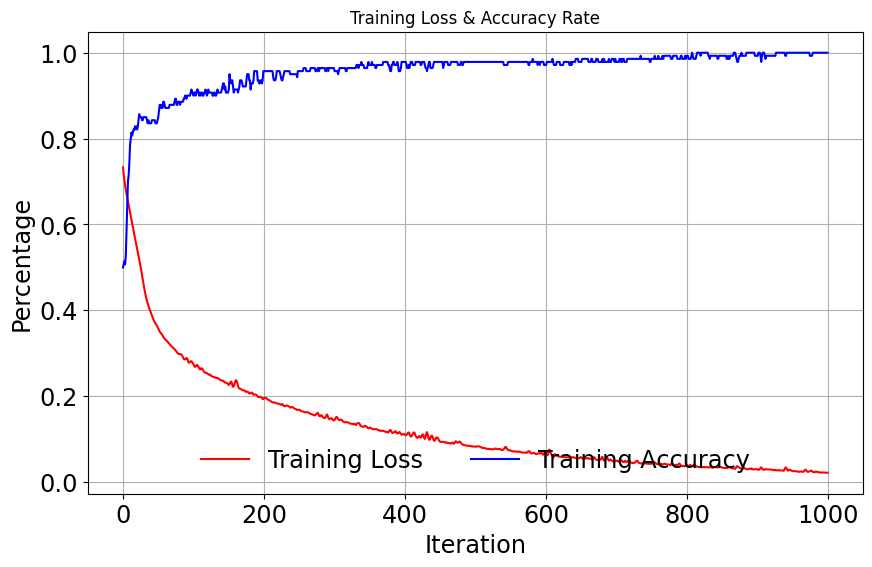 Training Loss & Accuracy Rate
1.0
0.8
0.6
0.4
0.2
0.0
Percentage
Training Loss Training Accuracy
0 200 400 600 800 1000
Iteration